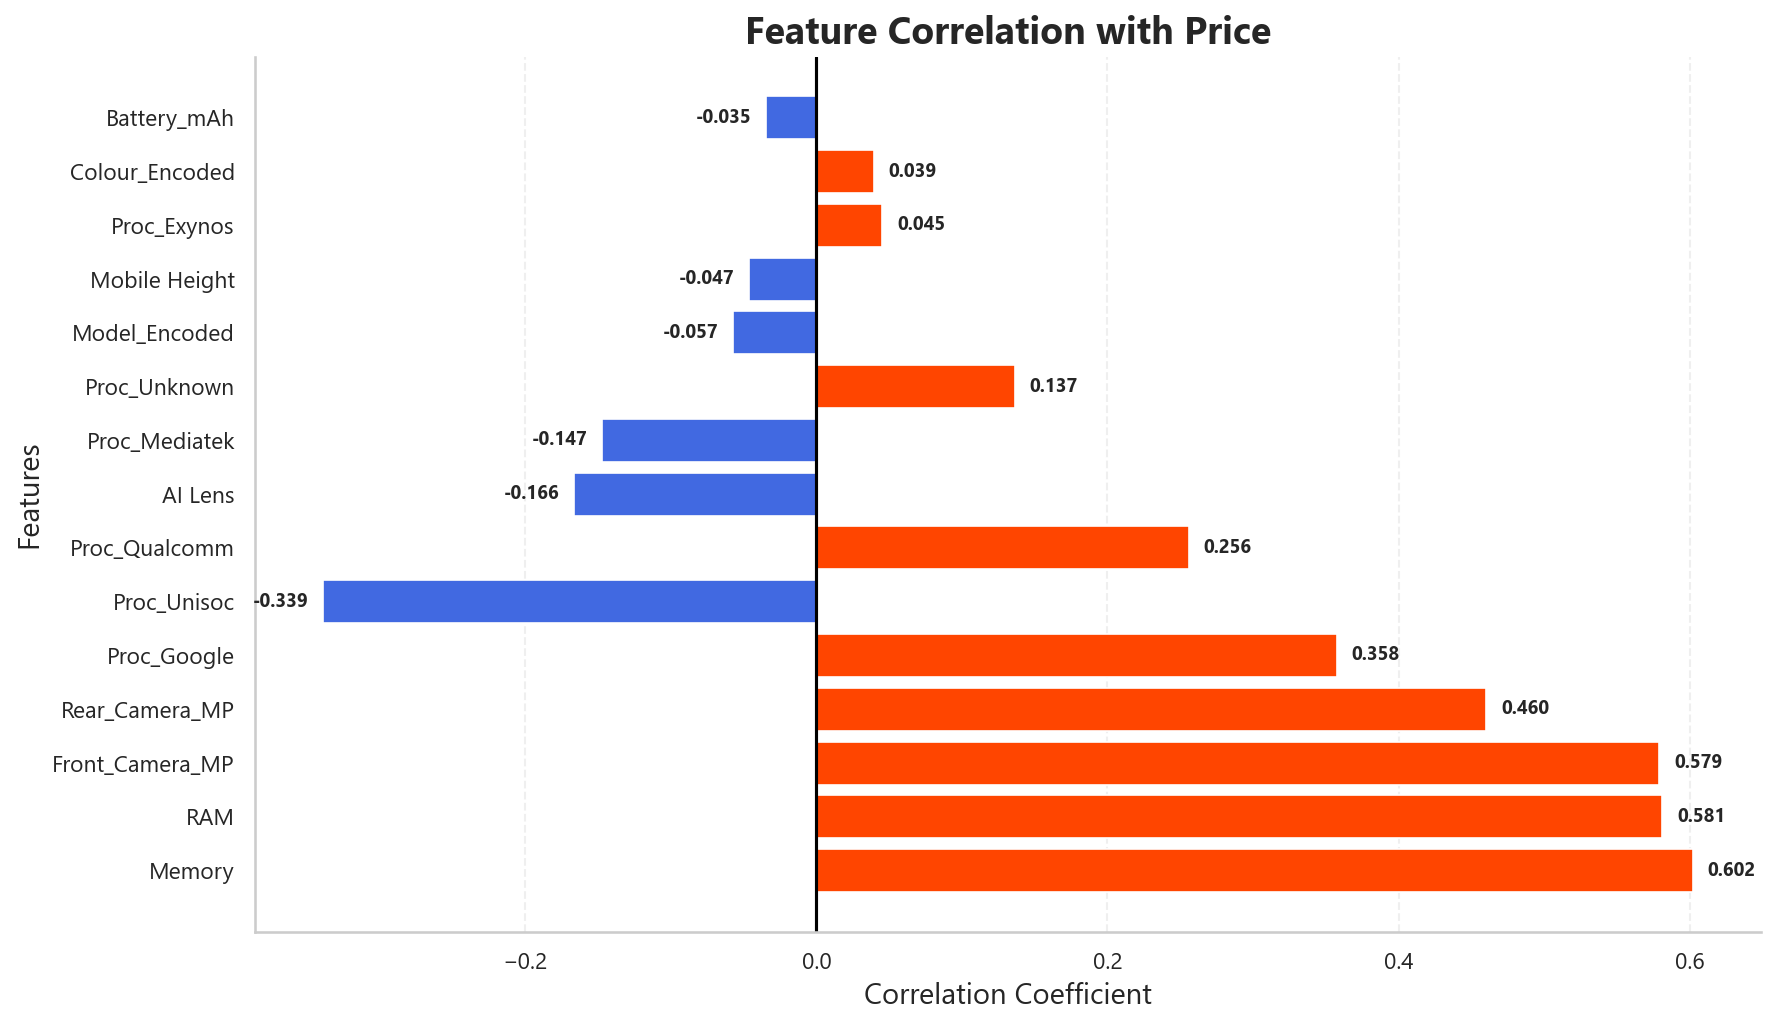 Feature Correlation with Price
Features
Battery_mAh -0.035
Colour_Encoded 0.039
Proc_Exynos 0.045
Mobile Height -0.047
Model_Encoded -0.057
Proc_Unknown 0.137
Proc_Mediatek -0.147
AI Lens -0.166
Proc_Qualcomm 0.256
Proc_Unisoc -0.339
Proc_Google 0.358
Rear_Camera_MP 0.460
Front_Camera_MP 0.579
RAM 0.581
Memory 0.602
−0.2 0.0 0.2 0.4 0.6
Correlation Coefficient